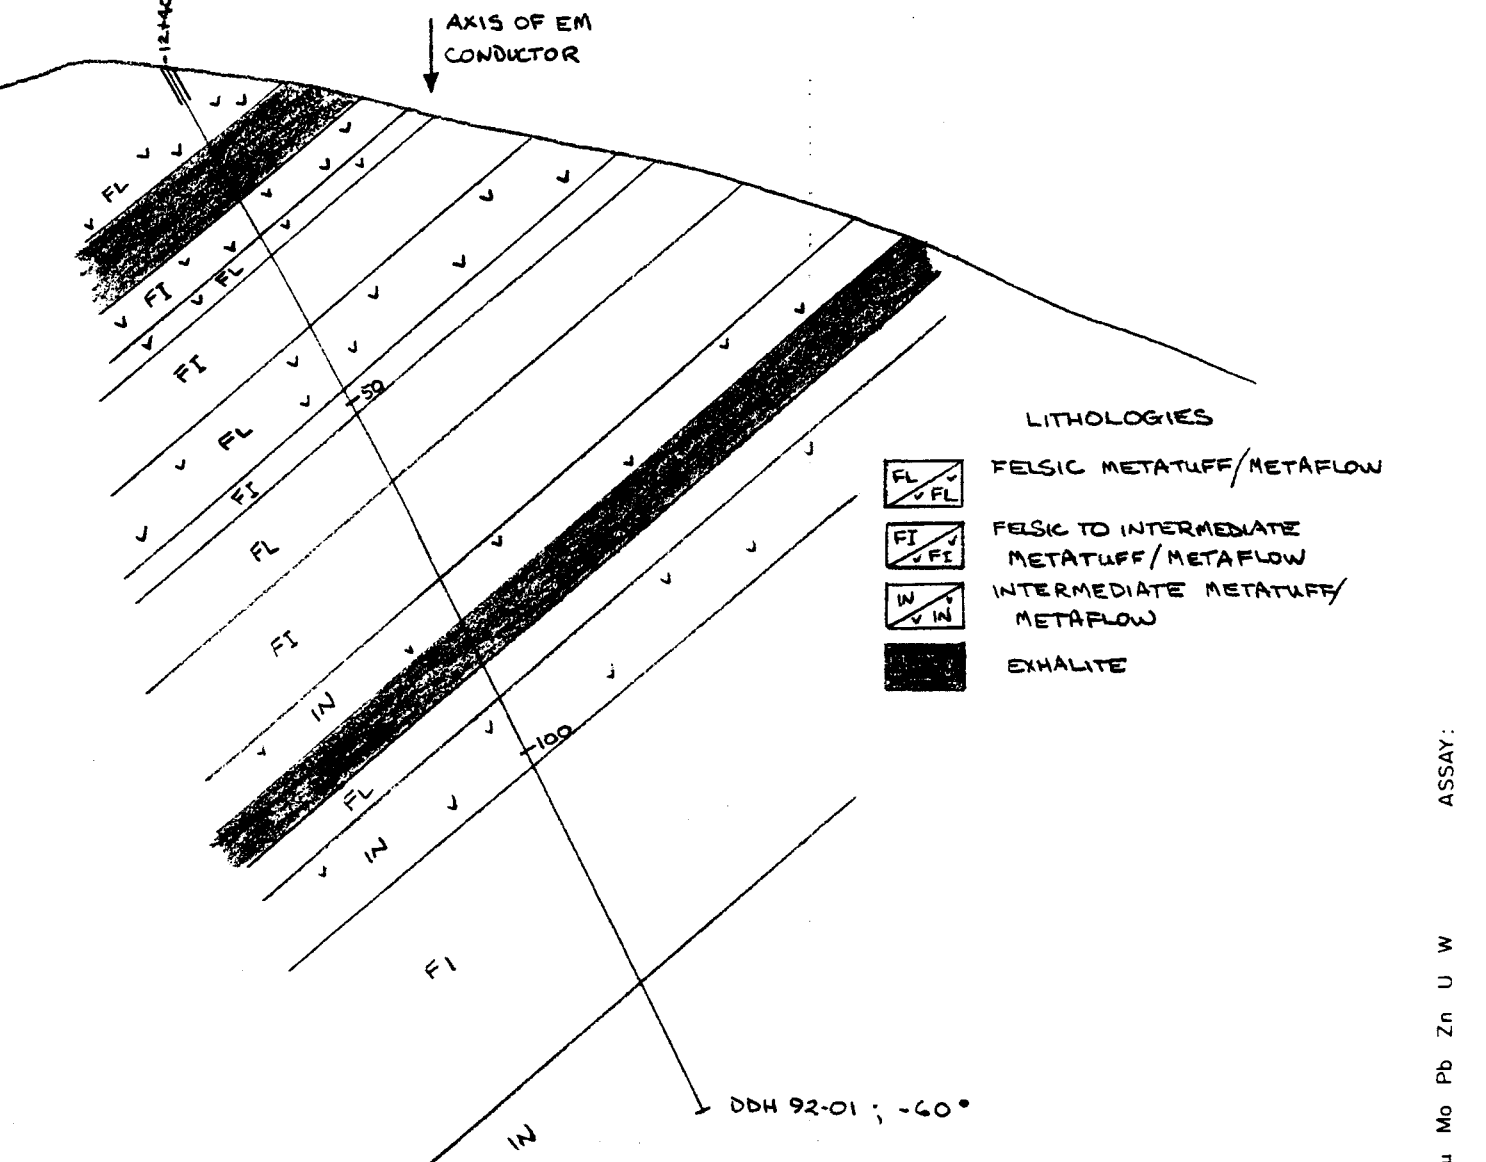 AXIS OF EM
CONDUCTOR
FL
FI
FL
FI
FL
FI
FL
FI
IN
FL
IN
FI
IN
50
100
DDH 92-01 ; -60°
LITHOLOGIES
FL FL
FELSIC METATUFF/METAFLOW
FI FI
FELSIC TO INTERMEDIATE
METATUFF/METAFLOW
IN IN
INTERMEDIATE METATUFF/
METAFLOW
EXHALITE
ASSAY:
Mo Pb Zn U W